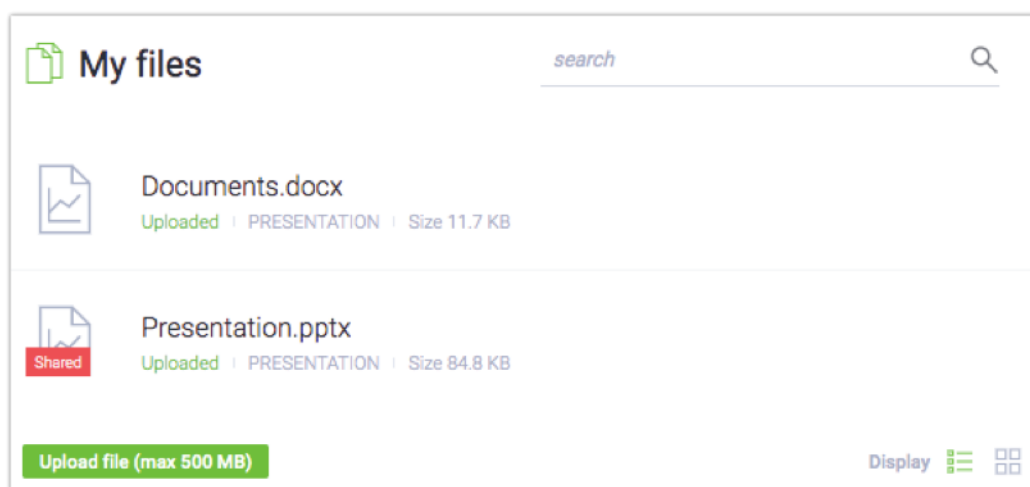 My files
search
Documents.docx
Uploaded | PRESENTATION | Size 11.7 KB
Presentation.pptx
Shared
Uploaded | PRESENTATION | Size 84.8 KB
Upload file (max 500 MB)
Display